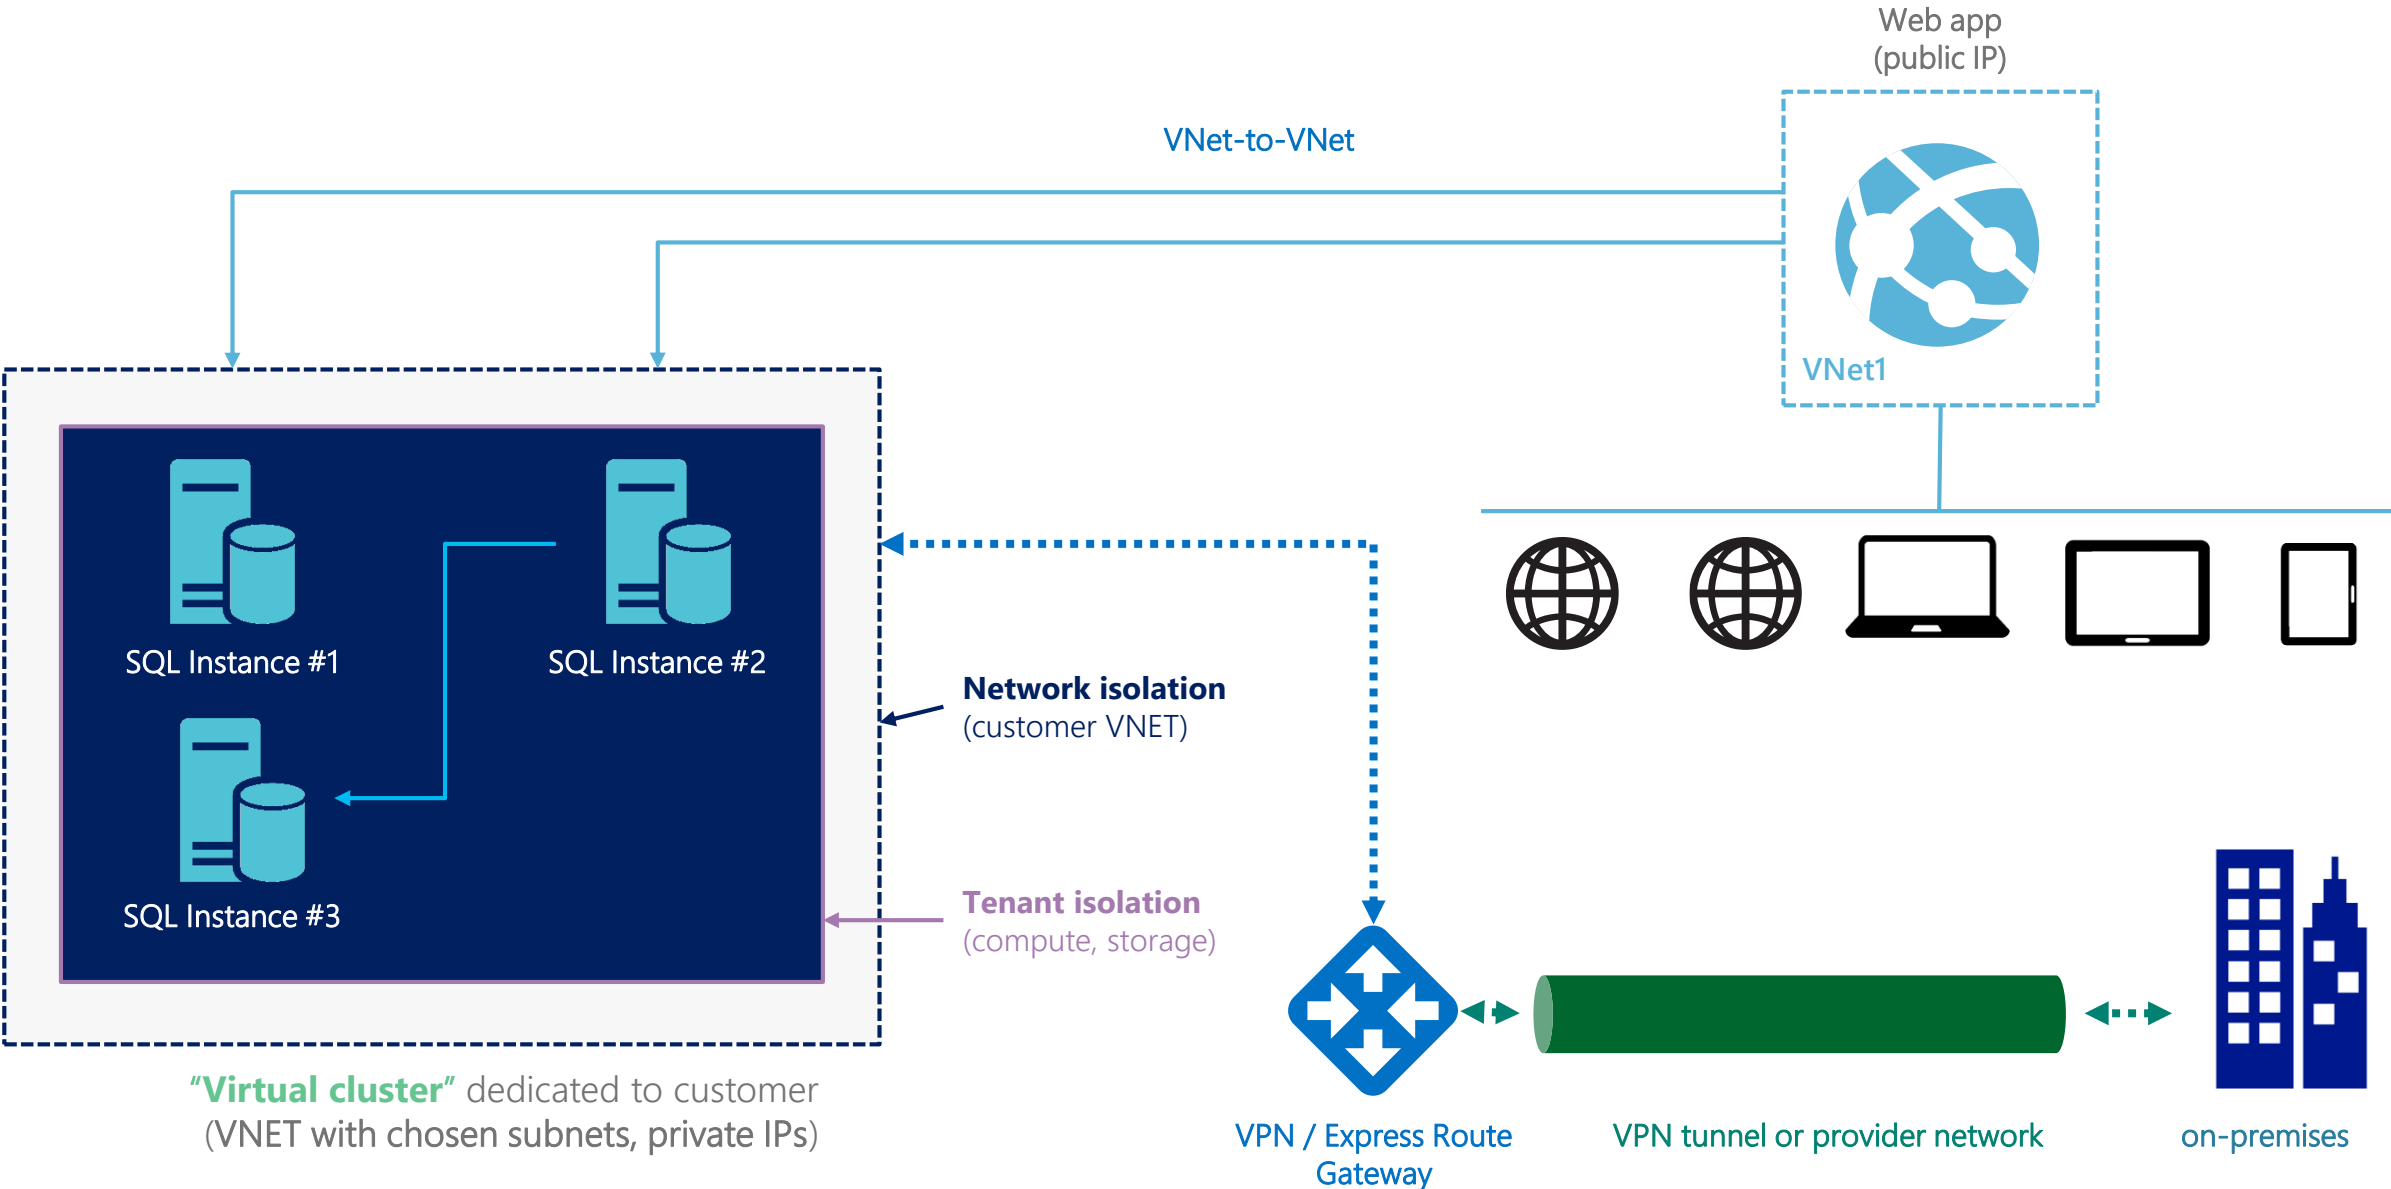 Web app
(public IP)
VNet-to-VNet
VNet1
SQL Instance #1
SQL Instance #2
SQL Instance #3
Network isolation
(customer VNET)
Tenant isolation
(compute, storage)
“Virtual cluster” dedicated to customer
(VNET with chosen subnets, private IPs)
VPN / Express Route
Gateway
VPN tunnel or provider network
on-premises